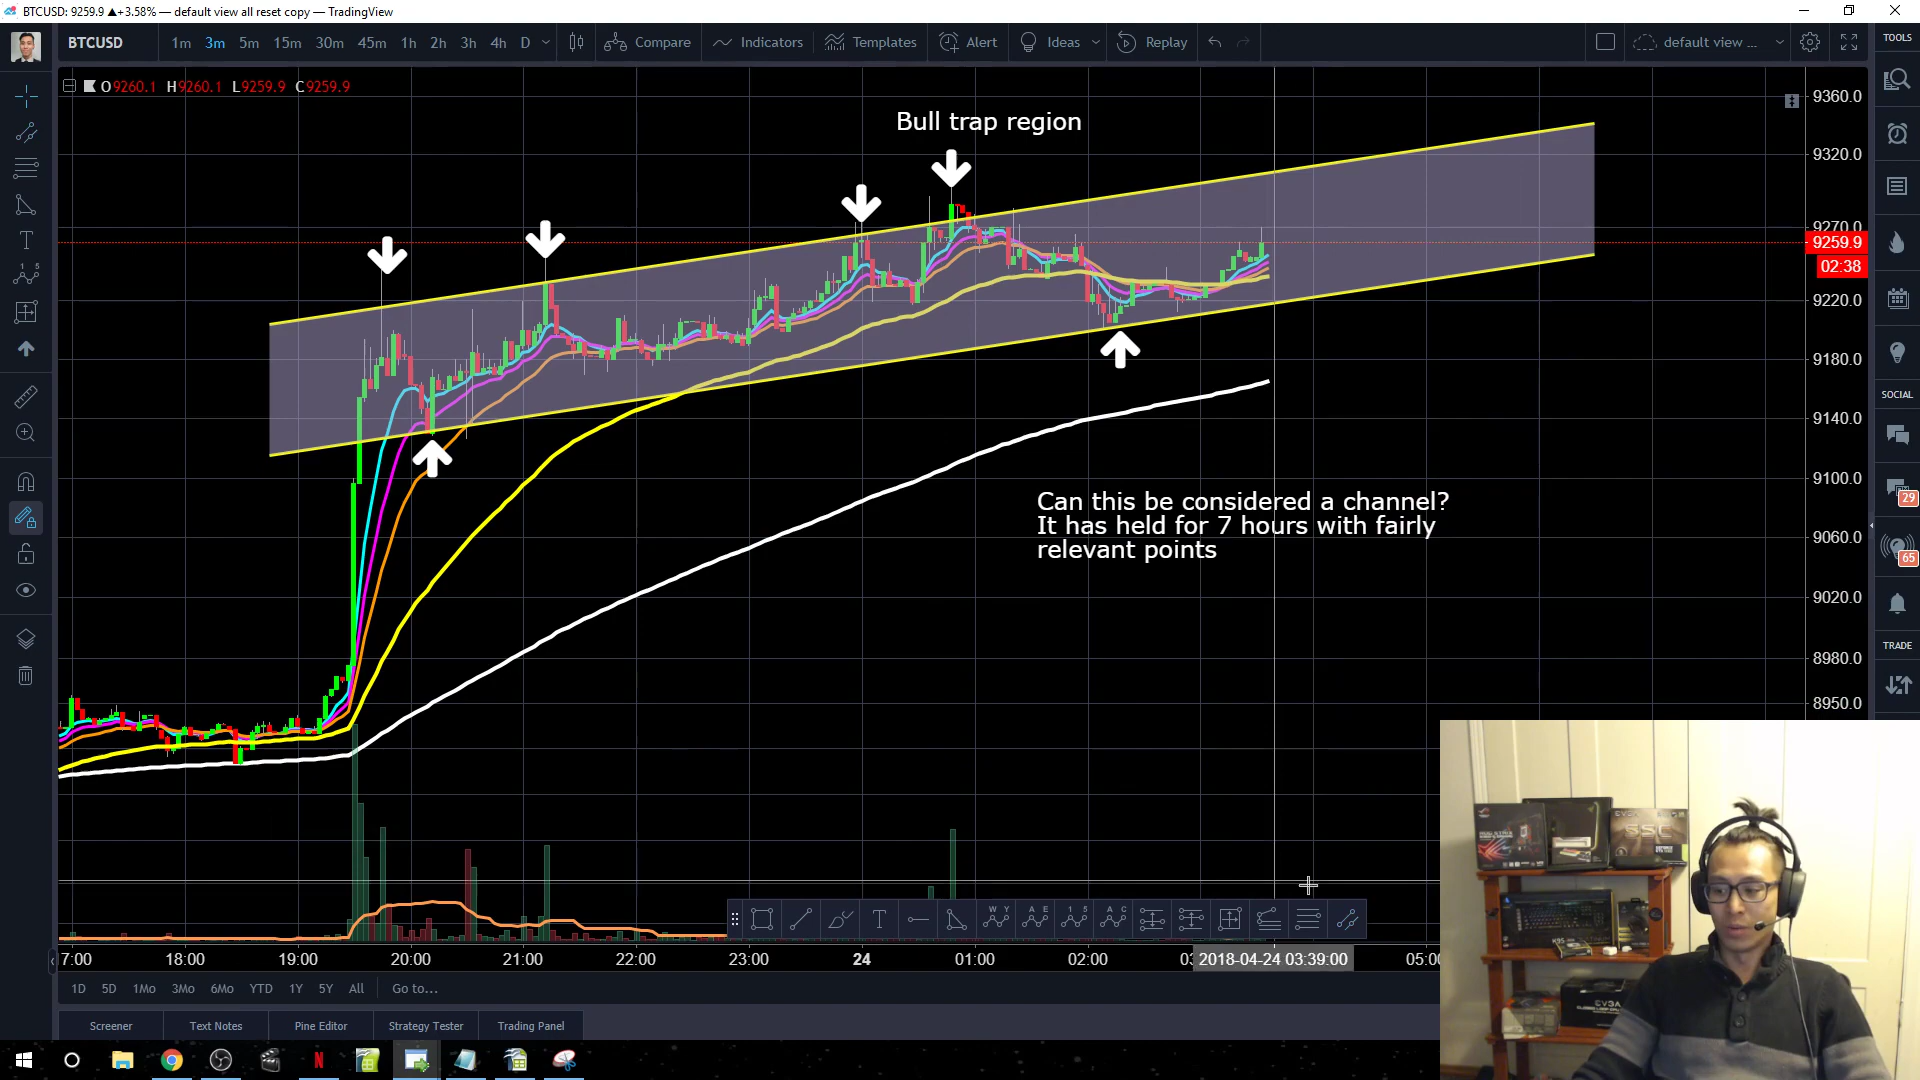 BTCUSD: 9259.9 ▲+3.58% — default view all reset copy — TradingView
BTCUSD 1m 3m 5m 15m 30m 45m 1h 2h 3h 4h D Compare Indicators Templates Alert Ideas Replay default view ... TOOLS
O9260.1 H9260.1 L9259.9 C9259.9
Bull trap region
9360.0
9320.0
9270.0
9259.9
02:38
9220.0
9180.0
9140.0
9100.0
9060.0
9020.0
8980.0
8950.0
Can this be considered a channel?
It has held for 7 hours with fairly
relevant points
SOCIAL
29
65
TRADE
17:00 18:00 19:00 20:00 21:00 22:00 23:00 24 01:00 02:00 2018-04-24 03:39:00
1D 5D 1Mo 3Mo 6Mo YTD 1Y 5Y All Go to...
Screener Text Notes Pine Editor Strategy Tester Trading Panel